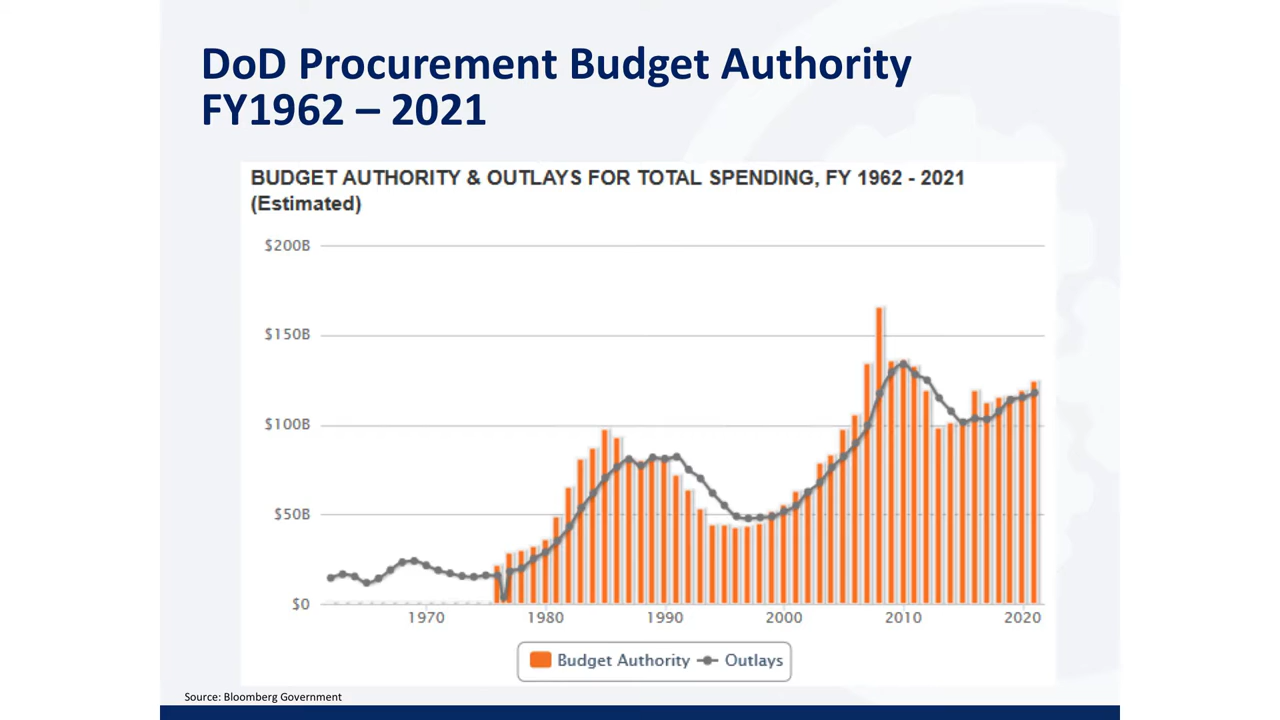 DoD Procurement Budget Authority
FY1962 – 2021
BUDGET AUTHORITY & OUTLAYS FOR TOTAL SPENDING, FY 1962 - 2021
(Estimated)
$200B
$150B
$100B
$50B
$0
1970 1980 1990 2000 2010 2020
Budget Authority Outlays
Source: Bloomberg Government